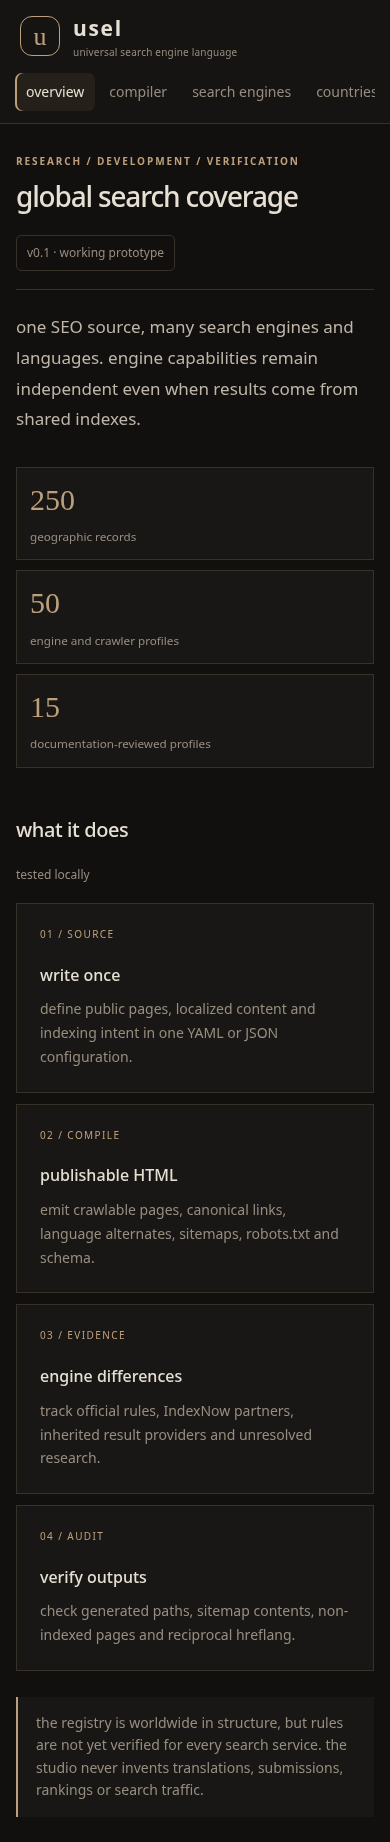 u
usel
universal search engine language
overview compiler search engines countries
RESEARCH / DEVELOPMENT / VERIFICATION
global search coverage
v0.1 · working prototype
one SEO source, many search engines and
languages. engine capabilities remain
independent even when results come from
shared indexes.
250
geographic records
50
engine and crawler profiles
15
documentation-reviewed profiles
what it does
tested locally
01 / SOURCE
write once
define public pages, localized content and
indexing intent in one YAML or JSON
configuration.
02 / COMPILE
publishable HTML
emit crawlable pages, canonical links,
language alternates, sitemaps, robots.txt and
schema.
03 / EVIDENCE
engine differences
track official rules, IndexNow partners,
inherited result providers and unresolved
research.
04 / AUDIT
verify outputs
check generated paths, sitemap contents, non-
indexed pages and reciprocal hreflang.
the registry is worldwide in structure, but rules
are not yet verified for every search service. the
studio never invents translations, submissions,
rankings or search traffic.